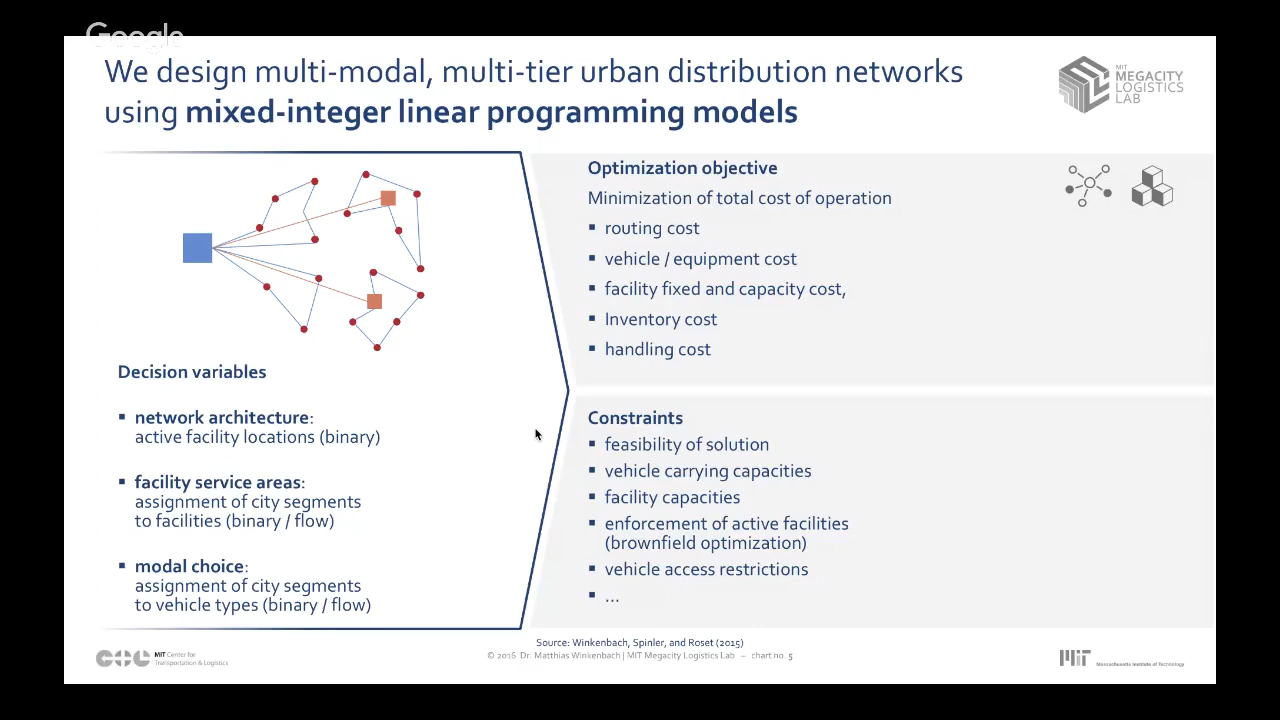 Google
We design multi-modal, multi-tier urban distribution networks
using mixed-integer linear programming models
MIT
MEGACITY
LOGISTICS
LAB
Decision variables
▪ network architecture:
active facility locations (binary)
▪ facility service areas:
assignment of city segments
to facilities (binary / flow)
▪ modal choice:
assignment of city segments
to vehicle types (binary / flow)
Optimization objective
Minimization of total cost of operation
▪ routing cost
▪ vehicle / equipment cost
▪ facility fixed and capacity cost,
▪ Inventory cost
▪ handling cost
Constraints
▪ feasibility of solution
▪ vehicle carrying capacities
▪ facility capacities
▪ enforcement of active facilities
(brownfield optimization)
▪ vehicle access restrictions
▪ ...
Source: Winkenbach, Spinler, and Roset (2015)
© 2016 Dr. Matthias Winkenbach | MIT Megacity Logistics Lab – chart no. 5
CTL
MIT Center for
Transportation & Logistics
MIT
Massachusetts Institute of Technology